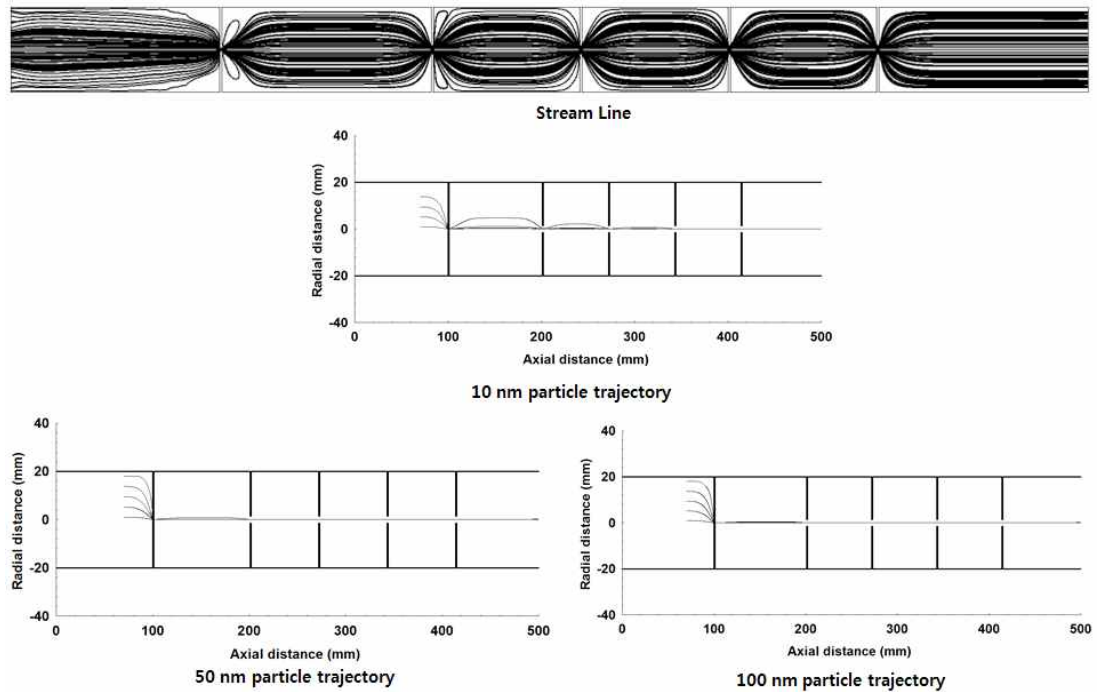 Stream Line
40
20
0
-20
-40
Radial distance (mm)
0 100 200 300 400 500
Axial distance (mm)
10 nm particle trajectory
40
20
0
-20
-40
Radial distance (mm)
0 100 200 300 400 500
Axial distance (mm)
50 nm particle trajectory
40
20
0
-20
-40
Radial distance (mm)
0 100 200 300 400 500
Axial distance (mm)
100 nm particle trajectory